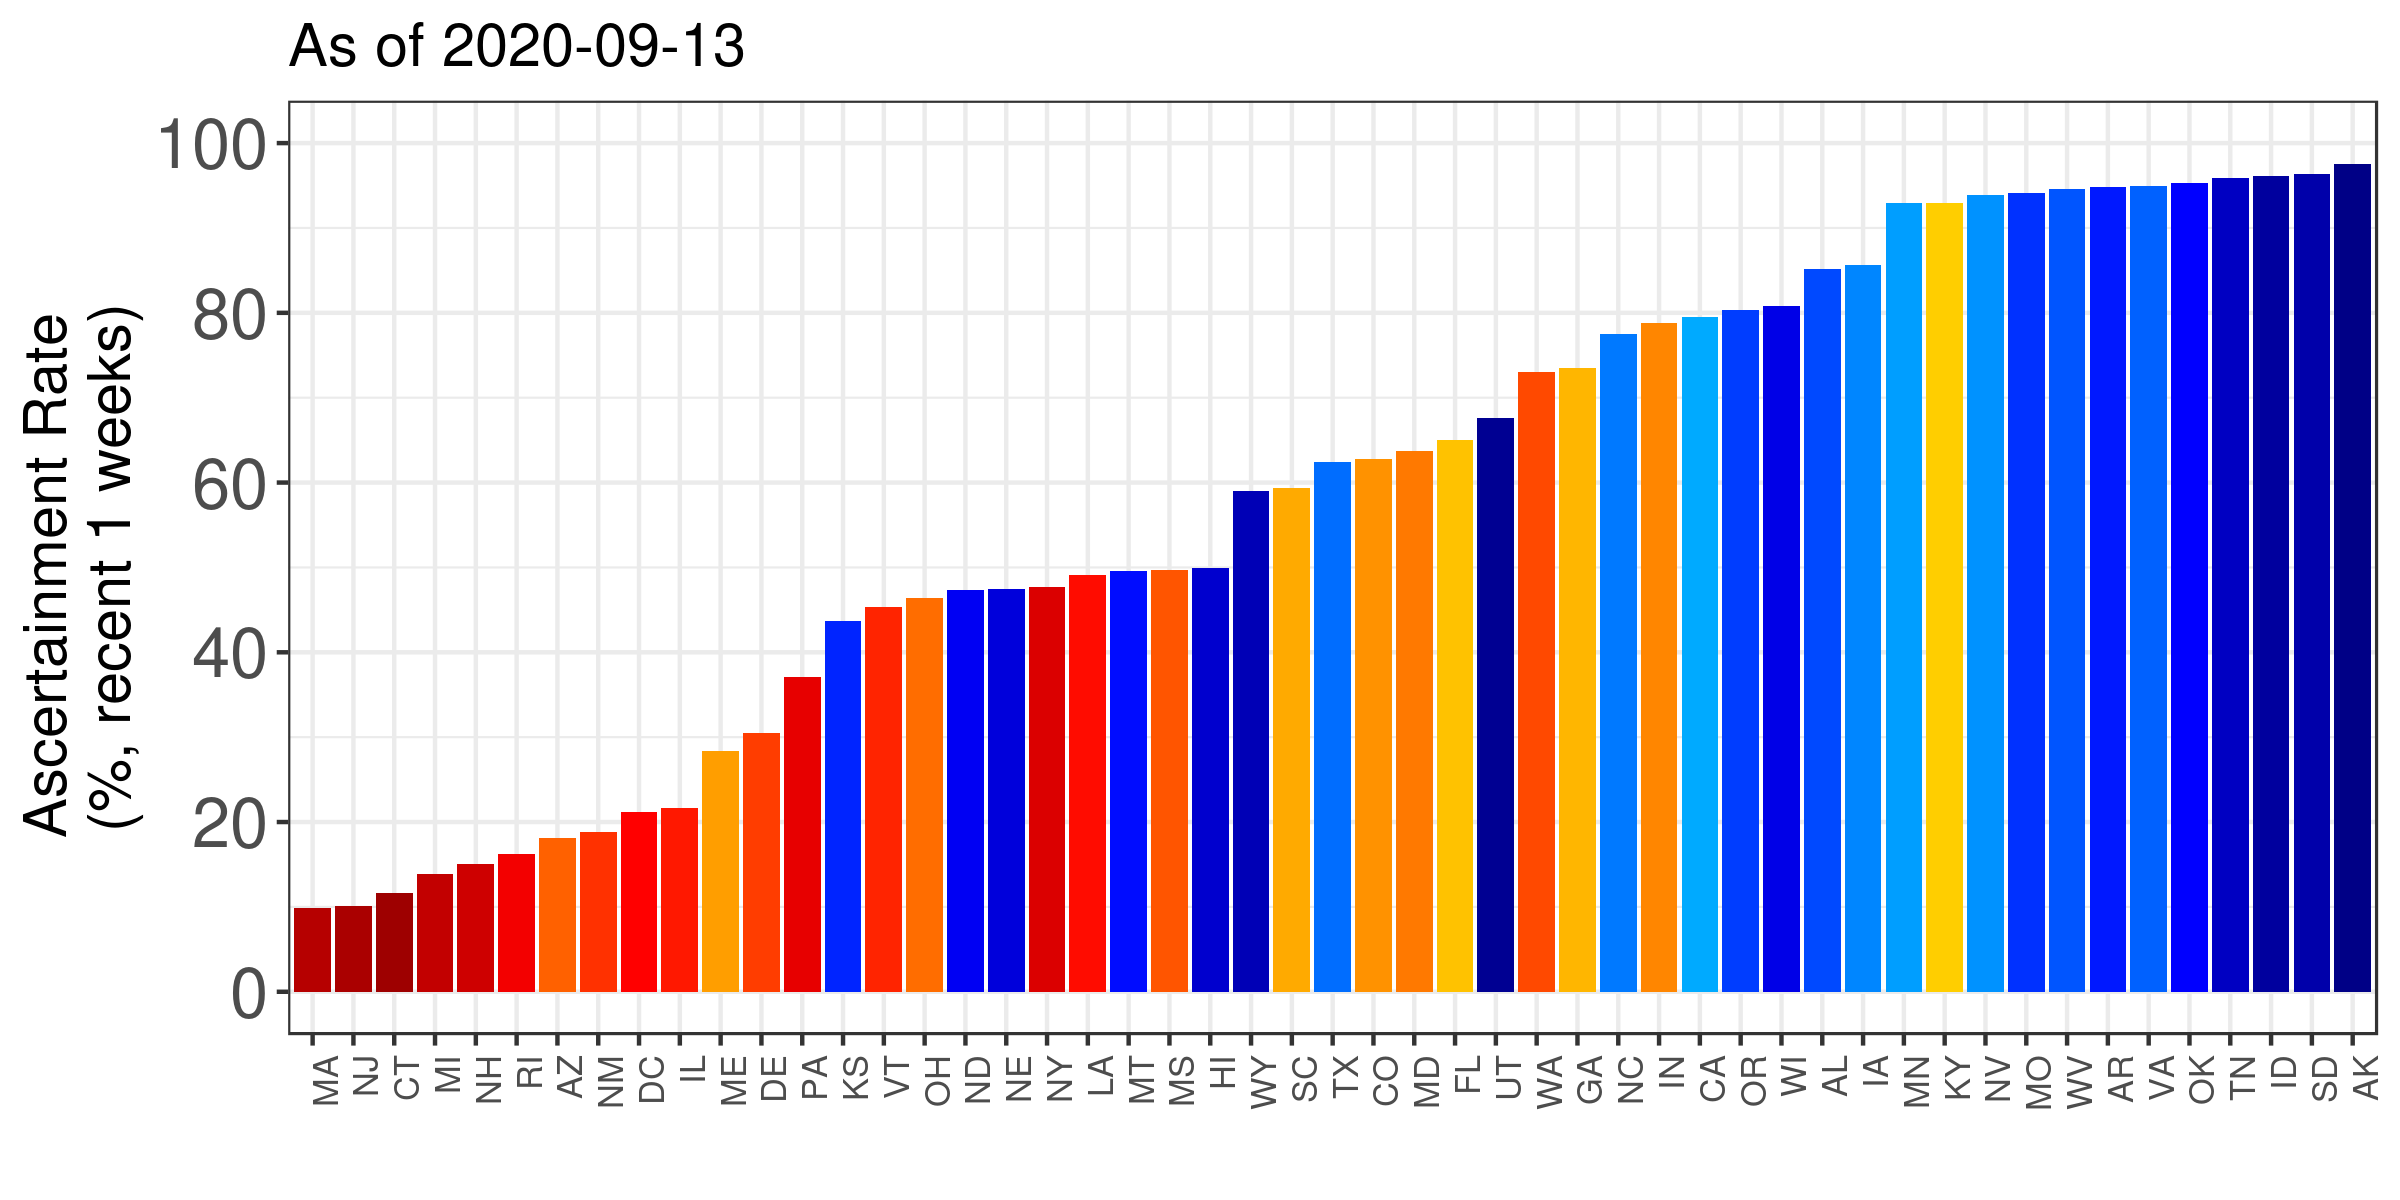 As of 2020-09-13
Ascertainment Rate
(%, recent 1 weeks)
100
80
60
40
20
0
MA NJ CT MI NH RI AZ NM DC IL ME DE PA KS VT OH ND NE NY LA MT MS HI WY SC TX CO MD FL UT WA GA NC IN CA OR WI AL IA MN KY NV MO WV AR VA OK TN ID SD AK